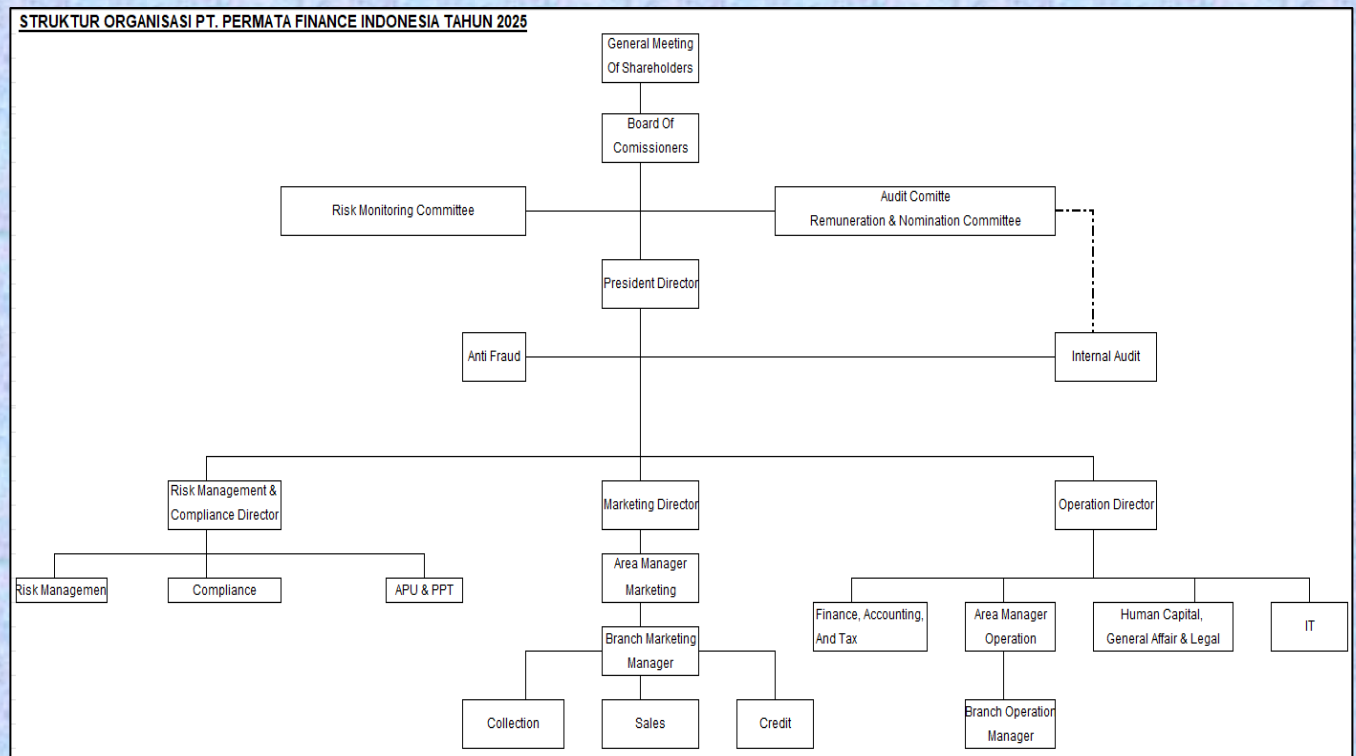 STRUKTUR ORGANISASI PT. PERMATA FINANCE INDONESIA TAHUN 2025
General Meeting
Of Shareholders
Board Of
Comissioners
Risk Monitoring Committee
Audit Comitte
Remuneration & Nomination Committee
President Director
Anti Fraud
Internal Audit
Risk Management &
Compliance Director
Marketing Director
Operation Director
Risk Managemen
Compliance
APU & PPT
Area Manager
Marketing
Finance, Accounting,
And Tax
Area Manager
Operation
Human Capital,
General Affair & Legal
IT
Branch Marketing
Manager
Collection
Sales
Credit
Branch Operation
Manager